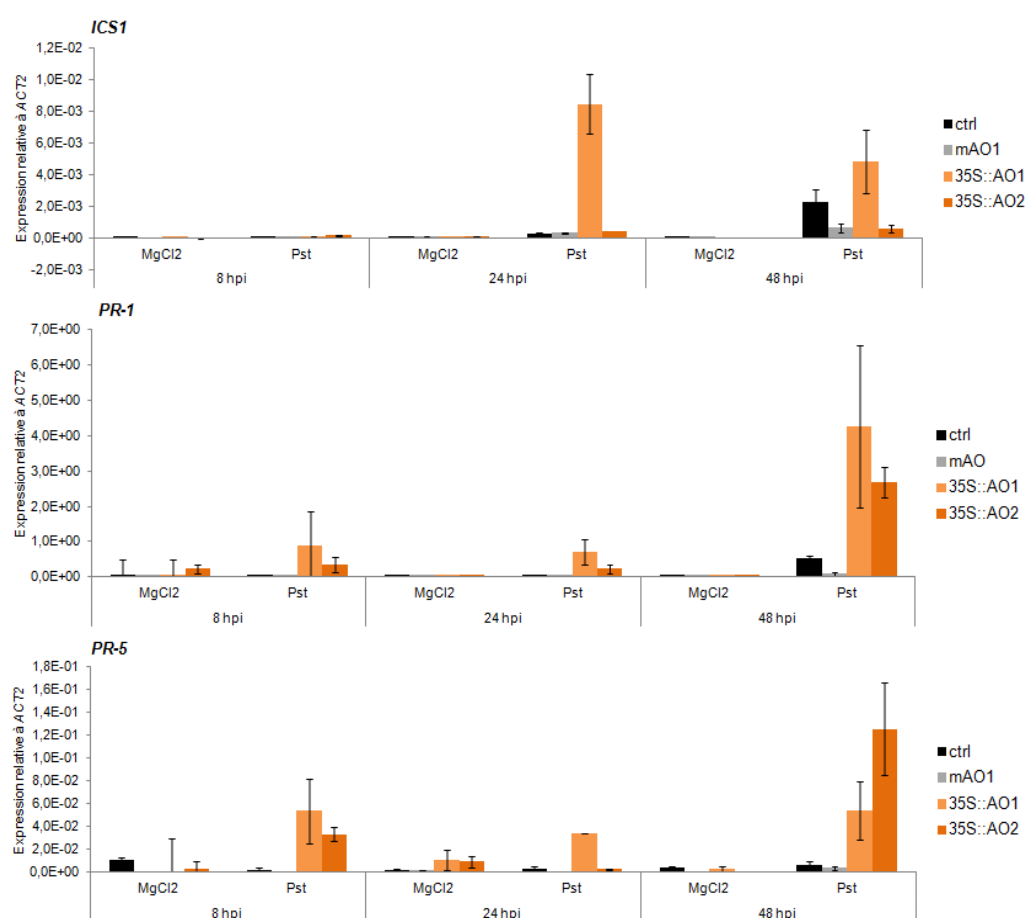 ICS1
Expression relative à ACT2
1,2E-02
1,0E-02
8,0E-03
6,0E-03
4,0E-03
2,0E-03
0,0E+00
-2,0E-03
MgCl2 Pst MgCl2 Pst MgCl2 Pst
8 hpi 24 hpi 48 hpi
ctrl
mAO1
35S::AO1
35S::AO2
PR-1
Expression relative à ACT2
7,0E+00
6,0E+00
5,0E+00
4,0E+00
3,0E+00
2,0E+00
1,0E+00
0,0E+00
MgCl2 Pst MgCl2 Pst MgCl2 Pst
8 hpi 24 hpi 48 hpi
ctrl
mAO
35S::AO1
35S::AO2
PR-5
Expression relative à ACT2
1,8E-01
1,6E-01
1,4E-01
1,2E-01
1,0E-01
8,0E-02
6,0E-02
4,0E-02
2,0E-02
0,0E+00
MgCl2 Pst MgCl2 Pst MgCl2 Pst
8 hpi 24 hpi 48 hpi
ctrl
mAO1
35S::AO1
35S::AO2